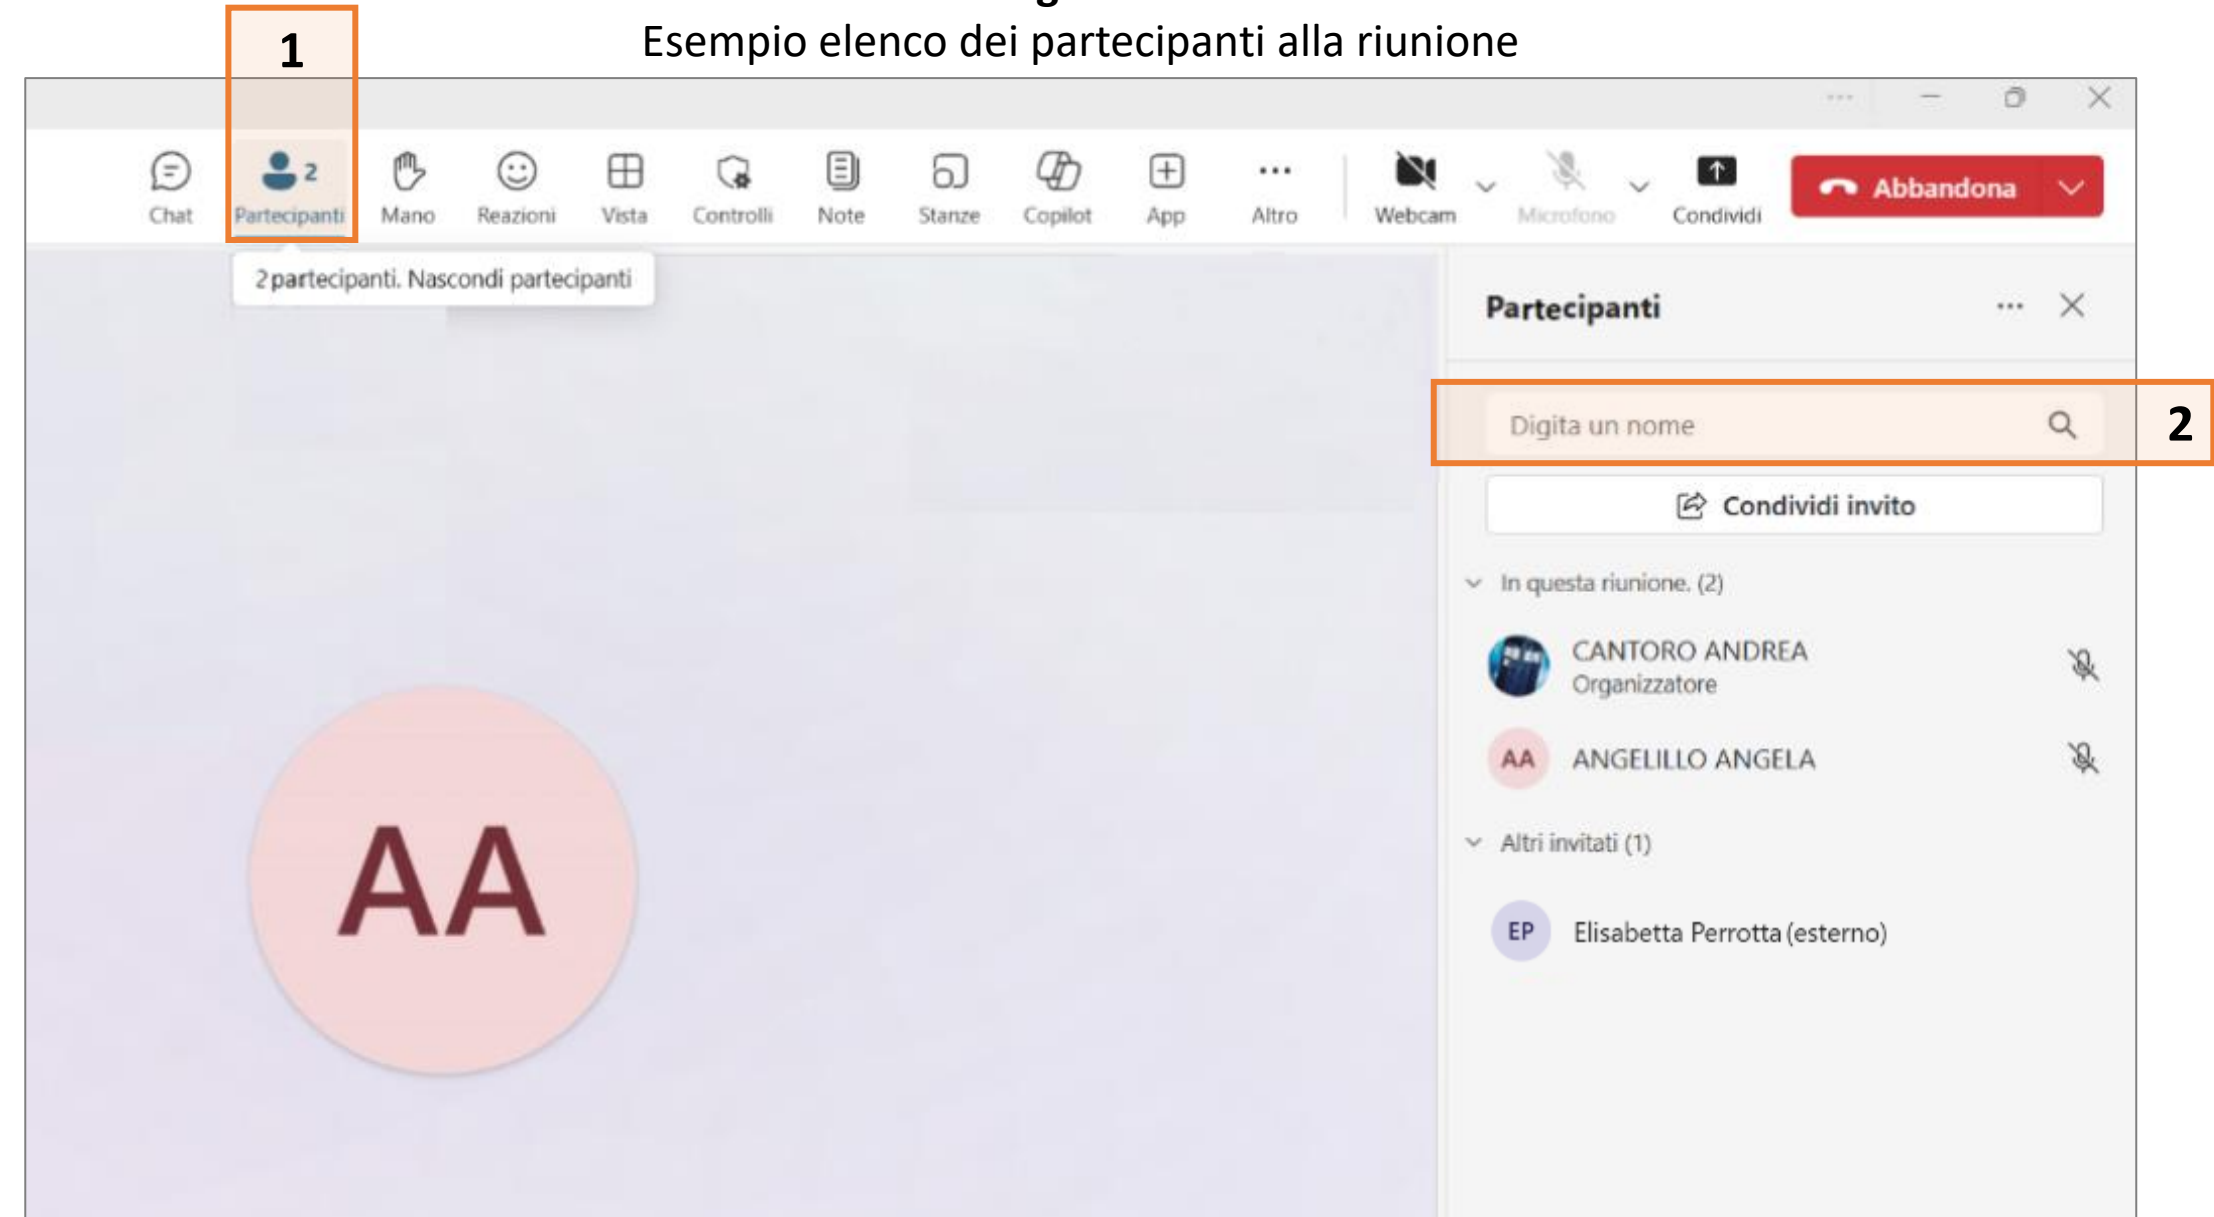 Esempio elenco dei partecipanti alla riunione
1
Chat
Partecipanti 2
Mano
Reazioni
Vista
Controlli
Note
Stanze
Copilot
App
Altro
Webcam
Microfono
Condividi
Abbandona
2 partecipanti. Nascondi partecipanti
Partecipanti
Digita un nome
2
Condividi invito
In questa riunione. (2)
CANTORO ANDREA
Organizzatore
AA ANGELILLO ANGELA
Altri invitati (1)
EP Elisabetta Perrotta (esterno)
AA